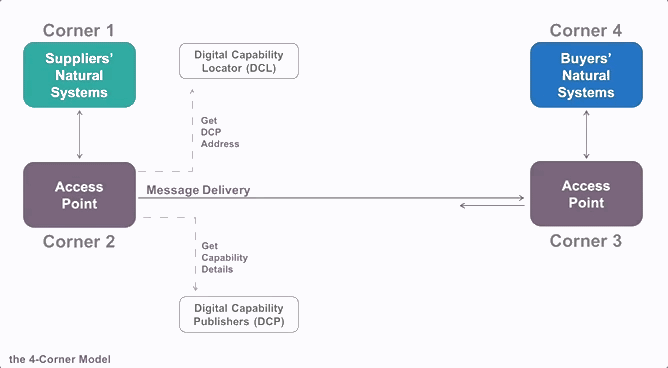 Corner 1
Suppliers'
Natural
Systems
Digital Capability
Locator (DCL)
Corner 4
Buyers'
Natural
Systems
Get
DCP
Address
Access
Point
Corner 2
Message Delivery
Access
Point
Corner 3
Get
Capability
Details
Digital Capability
Publishers (DCP)
the 4-Corner Model